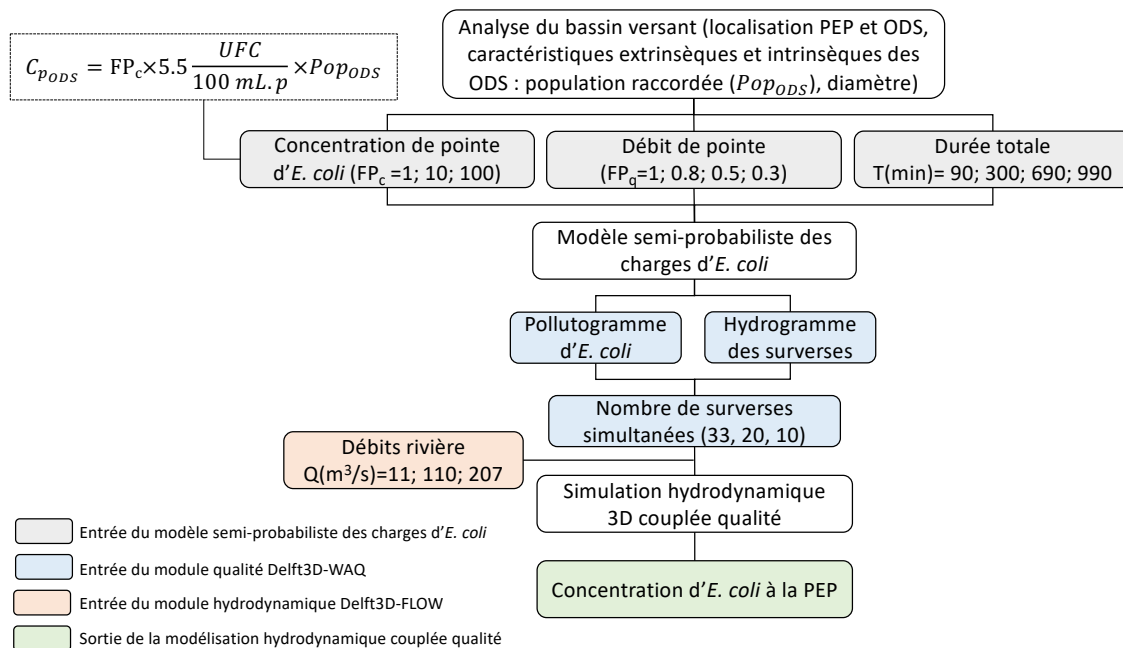 Analyse du bassin versant (localisation PEP et ODS,
caractéristiques extrinsèques et intrinsèques des
ODS : population raccordée (Pop_ODS), diamètre)
C_p_ODS = FP_c×5.5 UFC/100 mL.p ×Pop_ODS
Concentration de pointe
d'E. coli (FP_c =1; 10; 100)
Débit de pointe
(FP_q=1; 0.8; 0.5; 0.3)
Durée totale
T(min)= 90; 300; 690; 990
Modèle semi-probabiliste des
charges d'E. coli
Pollutogramme
d'E. coli
Hydrogramme
des surverses
Nombre de surverses
simultanées (33, 20, 10)
Débits rivière
Q(m³/s)=11; 110; 207
Simulation hydrodynamique
3D couplée qualité
Concentration d'E. coli à la PEP
Entrée du modèle semi-probabiliste des charges d'E. coli
Entrée du module qualité Delft3D-WAQ
Entrée du module hydrodynamique Delft3D-FLOW
Sortie de la modélisation hydrodynamique couplée qualité